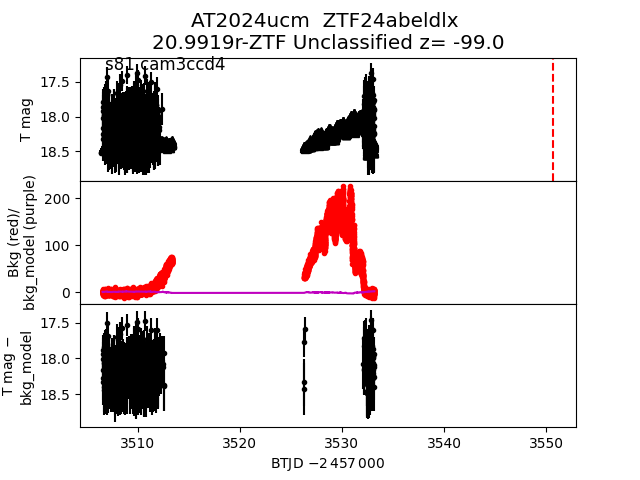 AT2024ucm ZTF24abeldlx
20.9919r-ZTF Unclassified z= -99.0
s81 cam3ccd4
17.5
18.0
18.5
T mag
200
100
0
Bkg (red)/
bkg_model (purple)
17.5
18.0
18.5
T mag −
bkg_model
3510 3520 3530 3540 3550
BTJD −2 457 000